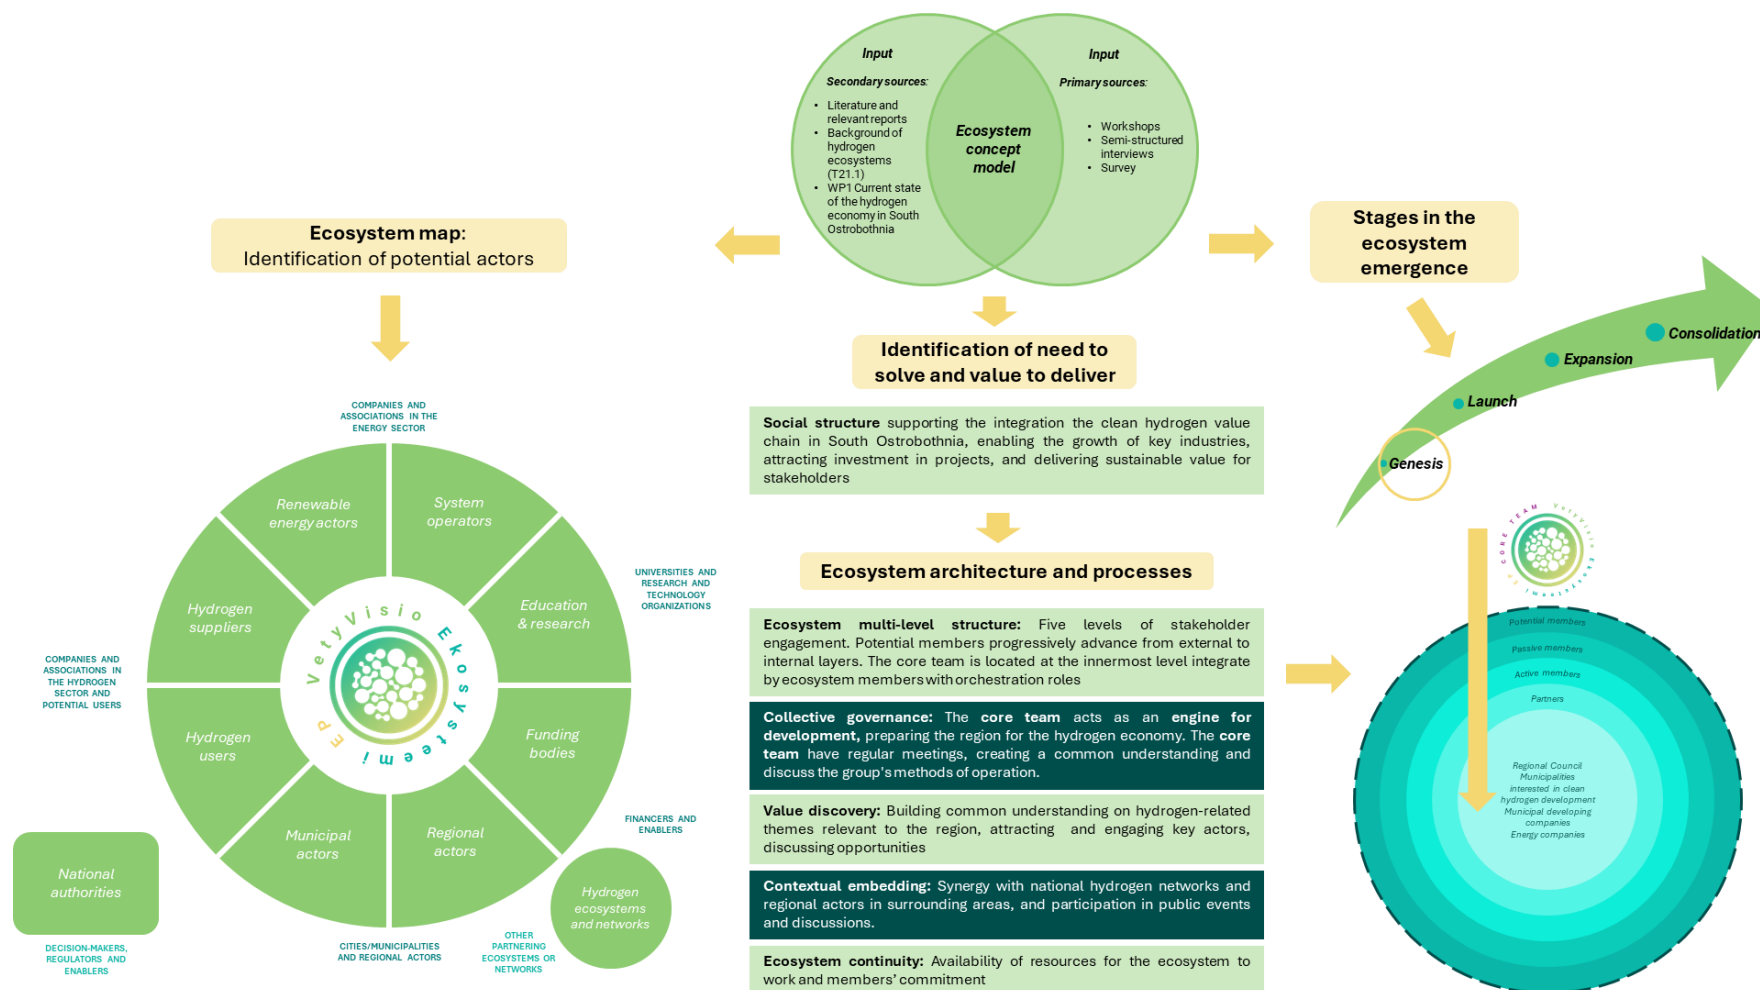 Input
Secondary sources:
• Literature and
relevant reports
• Background of
hydrogen
ecosystems
(T21.1)
• WP1 Current state
of the hydrogen
economy in South
Ostrobothnia
Ecosystem
concept
model
Input
Primary sources:
• Workshops
• Semi-structured
interviews
• Survey
Ecosystem map:
Identification of potential actors
COMPANIES AND
ASSOCIATIONS IN THE
ENERGY SECTOR
Renewable
energy actors
System
operators
Hydrogen
suppliers
Education
& research
UNIVERSITIES AND
RESEARCH AND
TECHNOLOGY
ORGANIZATIONS
COMPANIES AND
ASSOCIATIONS IN
THE HYDROGEN
SECTOR AND
POTENTIAL USERS
EP VetyVisio Ekosysteemi
Hydrogen
users
Funding
bodies
Municipal
actors
Regional
actors
FINANCERS AND
ENABLERS
National
authorities
Hydrogen
ecosystems
and networks
DECISION-MAKERS,
REGULATORS AND
ENABLERS
CITIES/MUNICIPALITIES
AND REGIONAL ACTORS
OTHER
PARTNERING
ECOSYSTEMS OR
NETWORKS
Identification of need to
solve and value to deliver
Social structure supporting the integration the clean hydrogen value
chain in South Ostrobothnia, enabling the growth of key industries,
attracting investment in projects, and delivering sustainable value for
stakeholders
Ecosystem architecture and processes
Ecosystem multi-level structure: Five levels of stakeholder
engagement. Potential members progressively advance from external to
internal layers. The core team is located at the innermost level integrate
by ecosystem members with orchestration roles
Collective governance: The core team acts as an engine for
development, preparing the region for the hydrogen economy. The core
team have regular meetings, creating a common understanding and
discuss the group's methods of operation.
Value discovery: Building common understanding on hydrogen-related
themes relevant to the region, attracting and engaging key actors,
discussing opportunities
Contextual embedding: Synergy with national hydrogen networks and
regional actors in surrounding areas, and participation in public events
and discussions.
Ecosystem continuity: Availability of resources for the ecosystem to
work and members’ commitment
Stages in the
ecosystem
emergence
Consolidation
Expansion
Launch
Genesis
CORE TEAM VetyVisio Ekosysteemi EP
Potential members
Passive members
Active members
Partners
Regional Council
Municipalities
interested in clean
hydrogen development
Municipal developing
companies
Energy companies